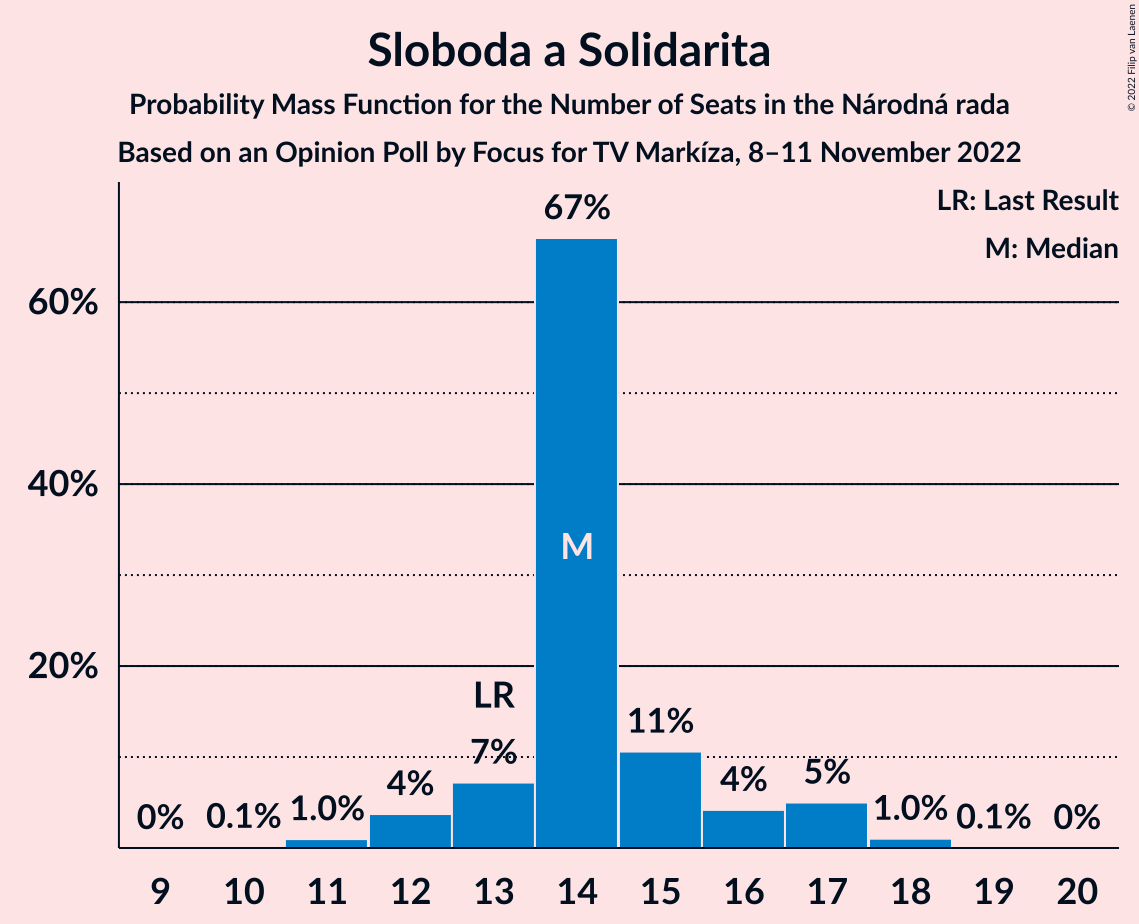 Sloboda a Solidarita
Probability Mass Function for the Number of Seats in the Národná rada
Based on an Opinion Poll by Focus for TV Markíza, 8–11 November 2022
© 2022 Filip van Laenen
LR: Last Result
M: Median
60%
40%
20%
67%
M
LR
0%
0.1%
1.0%
4%
7%
11%
4%
5%
1.0%
0.1%
0%
9 10 11 12 13 14 15 16 17 18 19 20